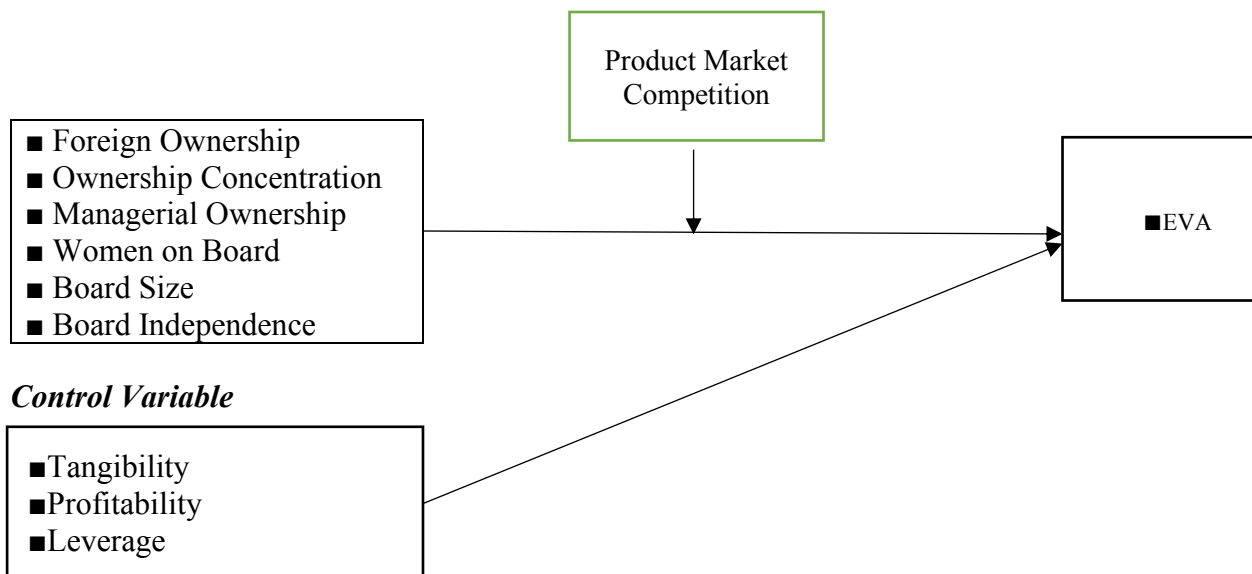 Product Market
Competition
■ Foreign Ownership
■ Ownership Concentration
■ Managerial Ownership
■ Women on Board
■ Board Size
■ Board Independence
■EVA
Control Variable
■Tangibility
■Profitability
■Leverage